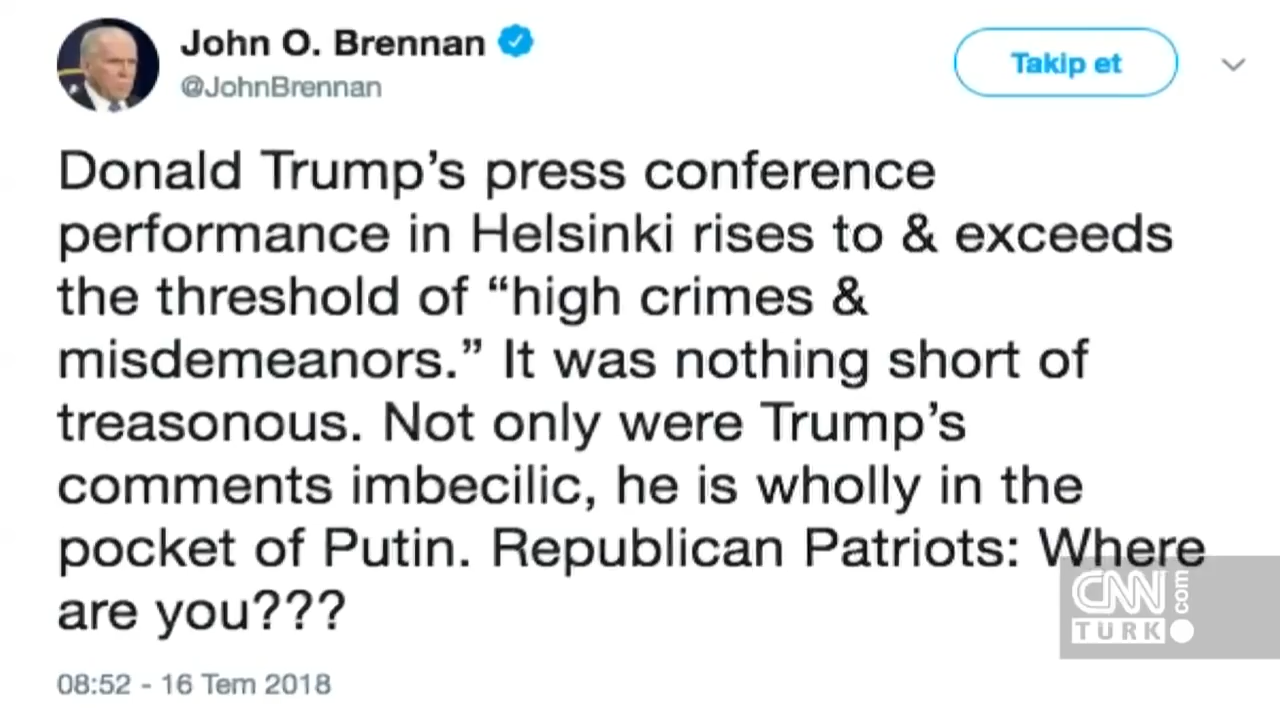 John O. Brennan
@JohnBrennan
Takip et
Donald Trump’s press conference
performance in Helsinki rises to & exceeds
the threshold of “high crimes &
misdemeanors.” It was nothing short of
treasonous. Not only were Trump’s
comments imbecilic, he is wholly in the
pocket of Putin. Republican Patriots: Where
are you???
CNN
TURK
.com
08:52 - 16 Tem 2018